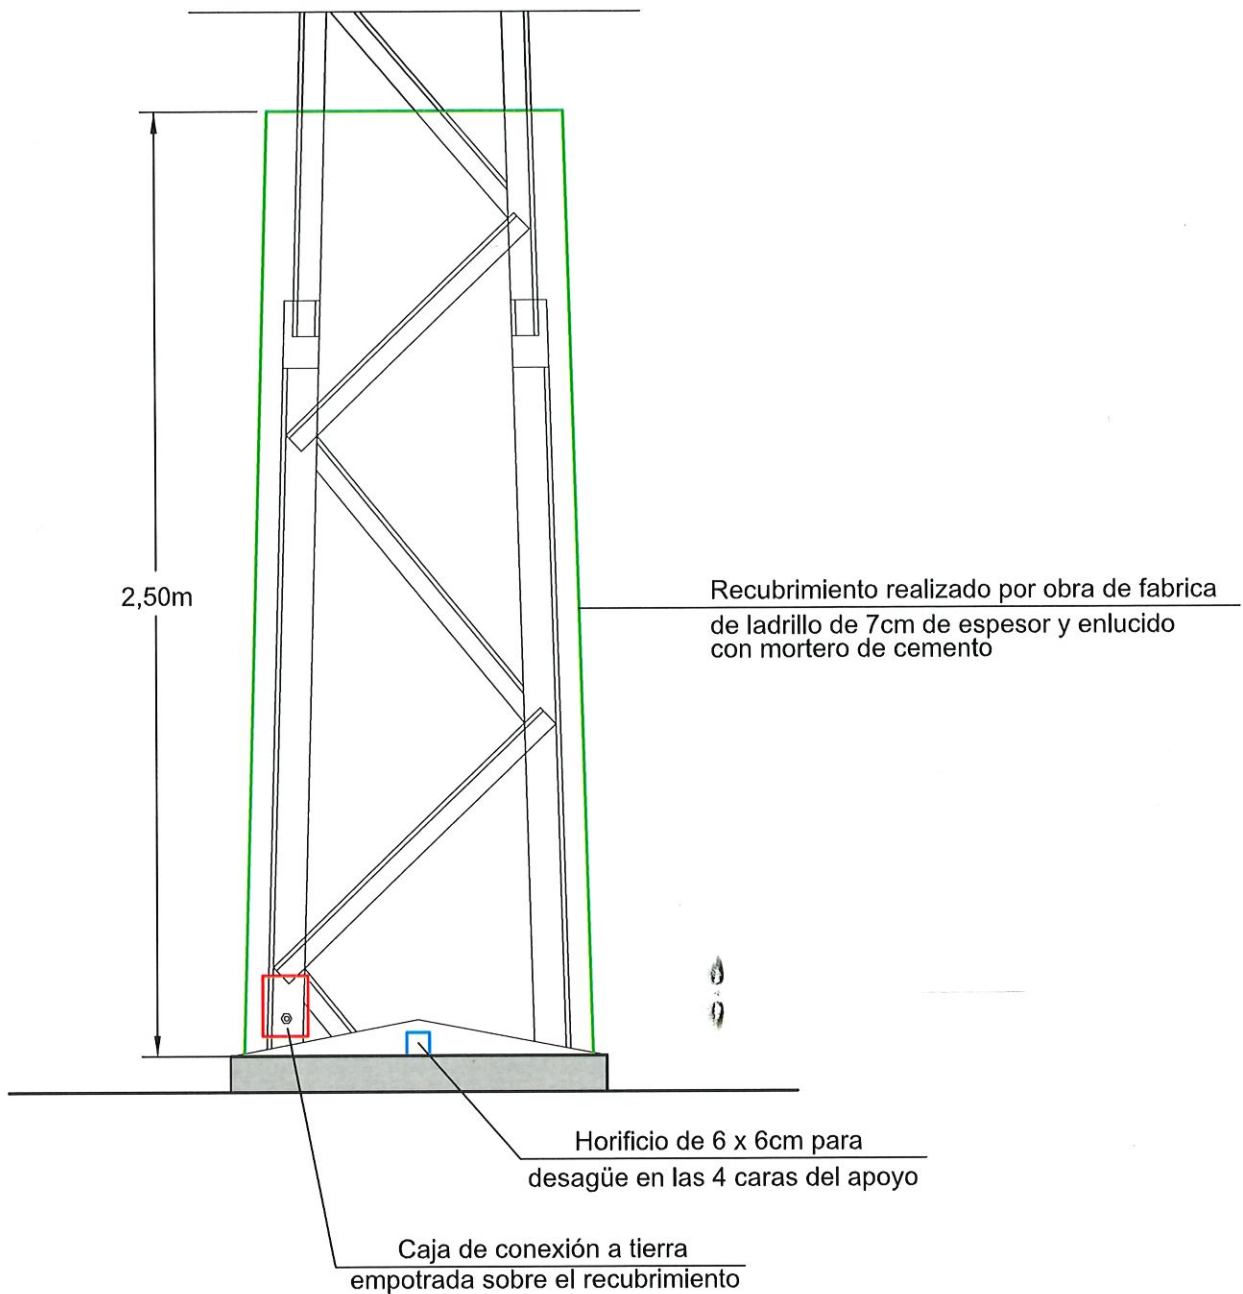 2,50m
Recubrimiento realizado por obra de fabrica
de ladrillo de 7cm de espesor y enlucido
con mortero de cemento
Horificio de 6 x 6cm para
desagüe en las 4 caras del apoyo
Caja de conexión a tierra
empotrada sobre el recubrimiento